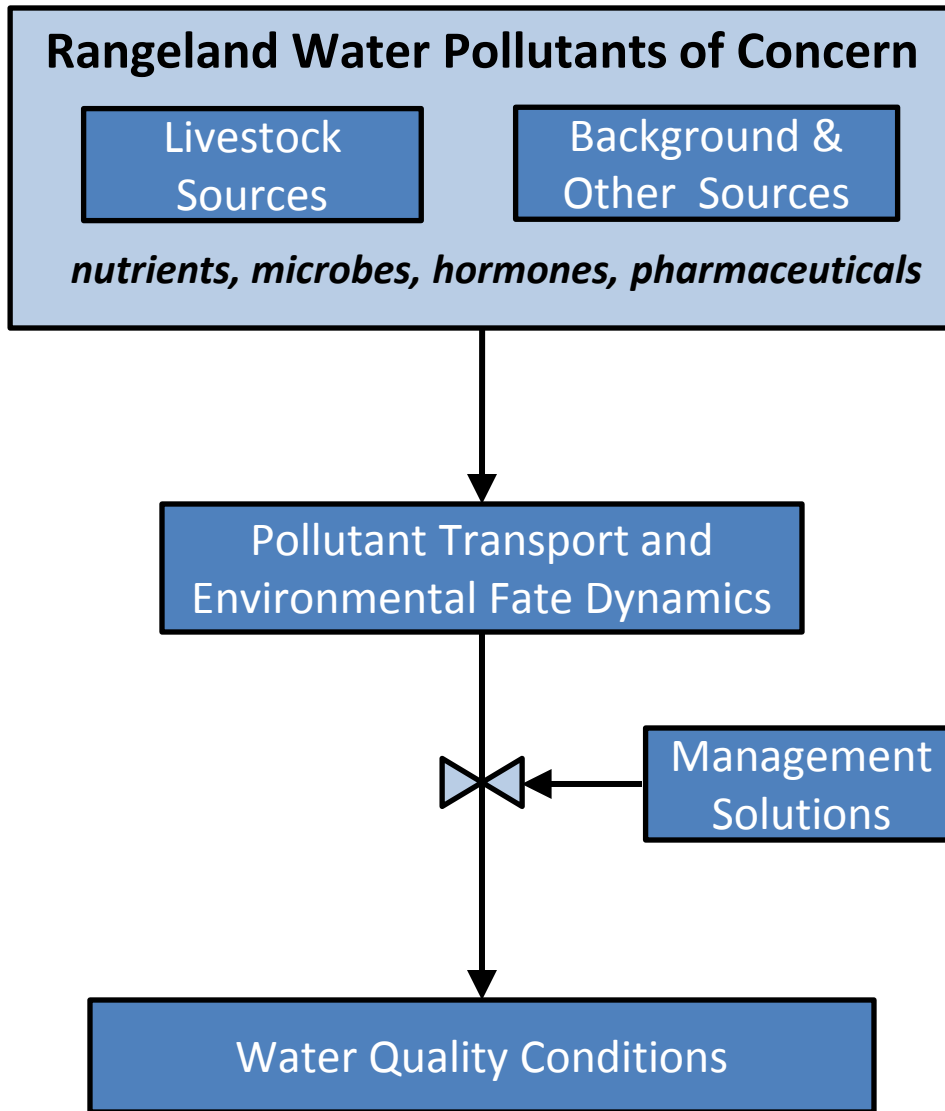 Rangeland Water Pollutants of Concern
Livestock
Sources
Background &
Other Sources
nutrients, microbes, hormones, pharmaceuticals
Pollutant Transport and
Environmental Fate Dynamics
Management
Solutions
Water Quality Conditions